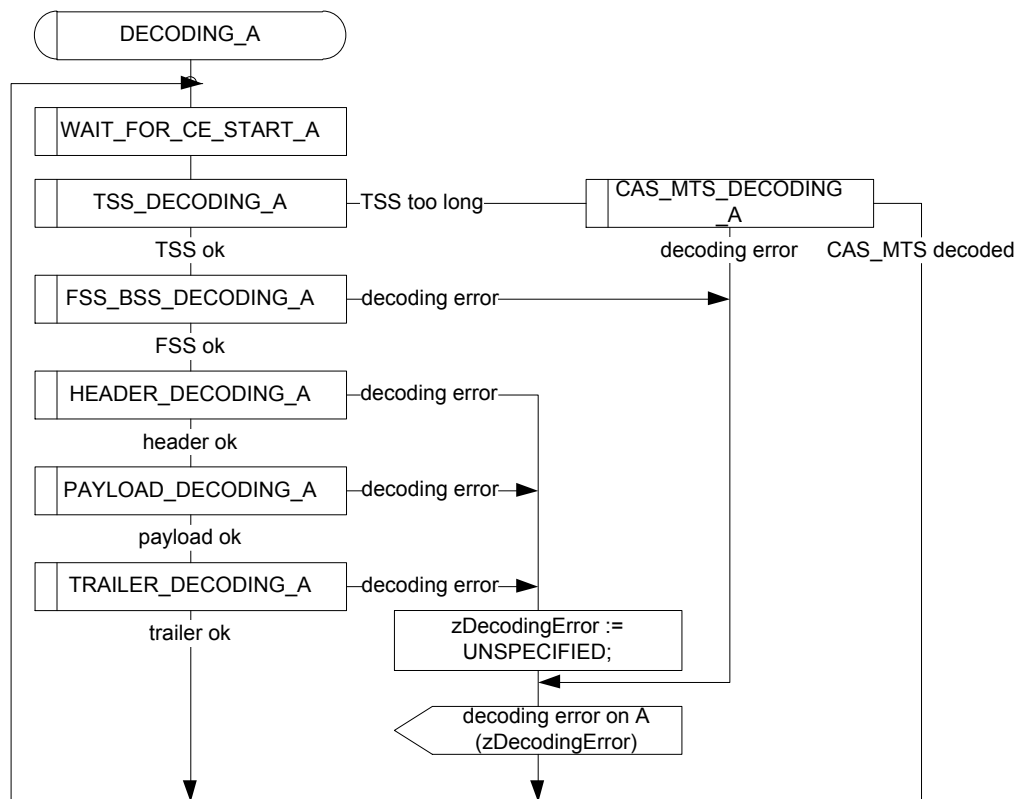 DECODING_A
WAIT_FOR_CE_START_A
TSS_DECODING_A
TSS too long
CAS_MTS_DECODING
_A
TSS ok
decoding error
CAS_MTS decoded
FSS_BSS_DECODING_A
decoding error
FSS ok
HEADER_DECODING_A
decoding error
header ok
PAYLOAD_DECODING_A
decoding error
payload ok
TRAILER_DECODING_A
decoding error
trailer ok
zDecodingError :=
UNSPECIFIED;
decoding error on A
(zDecodingError)